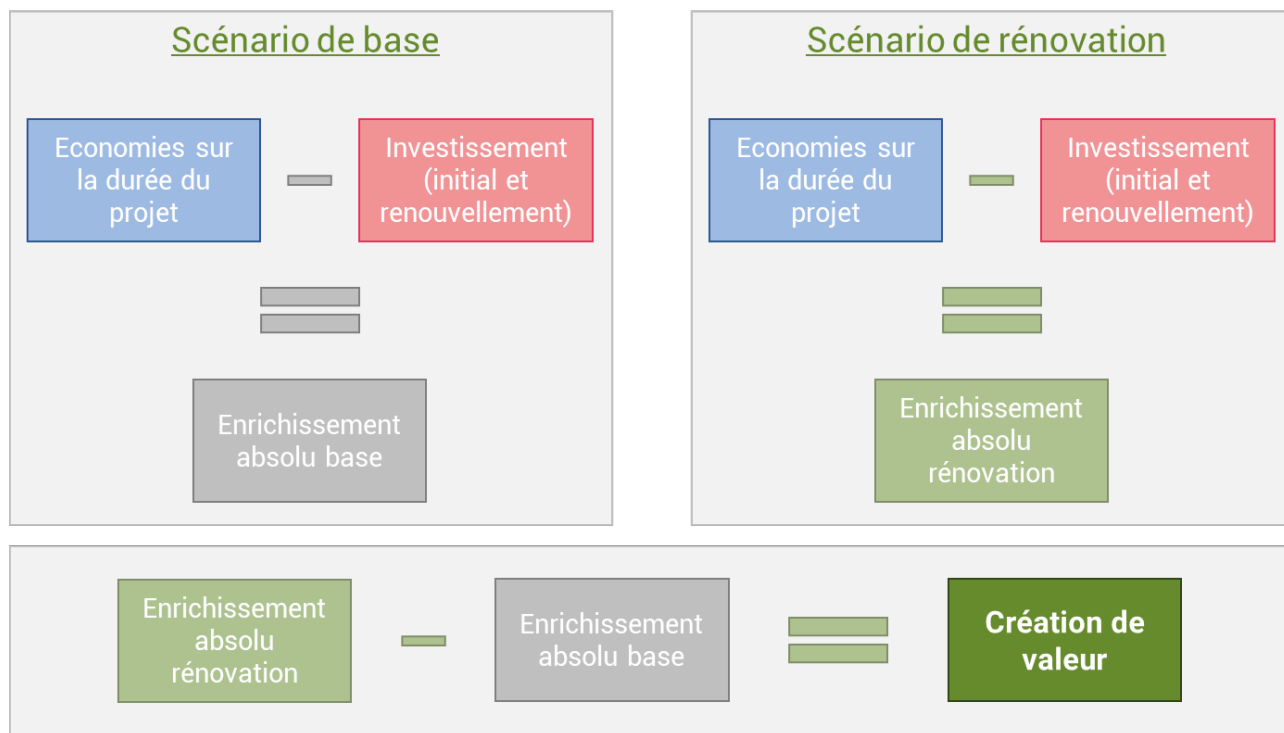 Scénario de base
Economies sur
la durée du
projet
Investissement
(initial et
renouvellement)
Enrichissement
absolu base
Scénario de rénovation
Economies sur
la durée du
projet
Investissement
(initial et
renouvellement)
Enrichissement
absolu
rénovation
Enrichissement
absolu
rénovation
Enrichissement
absolu base
Création de
valeur